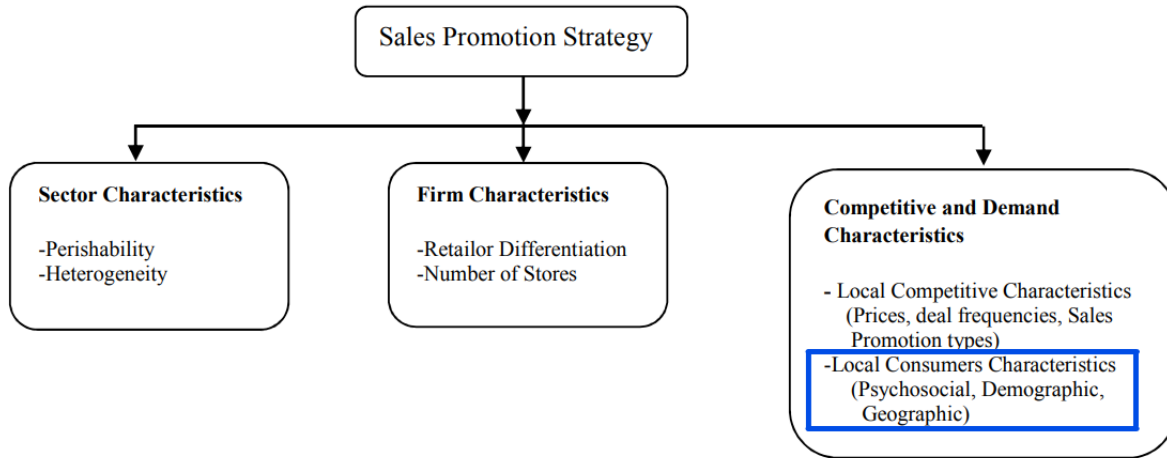 Sales Promotion Strategy
Sector Characteristics
-Perishability
-Heterogeneity
Firm Characteristics
-Retailor Differentiation
-Number of Stores
Competitive and Demand
Characteristics
- Local Competitive Characteristics
(Prices, deal frequencies, Sales
Promotion types)
-Local Consumers Characteristics
(Psychosocial, Demographic,
Geographic)